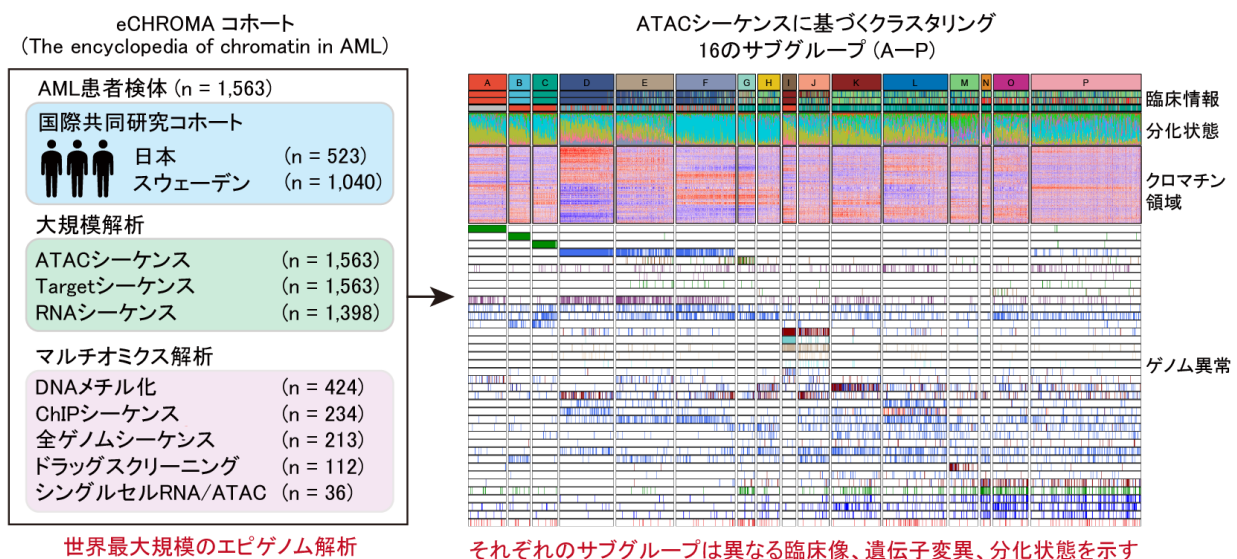 eCHROMA コホート
(The encyclopedia of chromatin in AML)
AML患者検体 (n = 1,563)
国際共同研究コホート
日本 (n = 523)
スウェーデン (n = 1,040)
大規模解析
ATACシーケンス (n = 1,563)
Targetシーケンス (n = 1,563)
RNAシーケンス (n = 1,398)
マルチオミクス解析
DNAメチル化 (n = 424)
ChIPシーケンス (n = 234)
全ゲノムシーケンス (n = 213)
ドラッグスクリーニング (n = 112)
シングルセルRNA/ATAC (n = 36)
世界最大規模のエピゲノム解析
ATACシーケンスに基づくクラスタリング
16のサブグループ (A—P)
A B C D E F G H I J K L M N O P
臨床情報
分化状態
クロマチン
領域
ゲノム異常
それぞれのサブグループは異なる臨床像、遺伝子変異、分化状態を示す